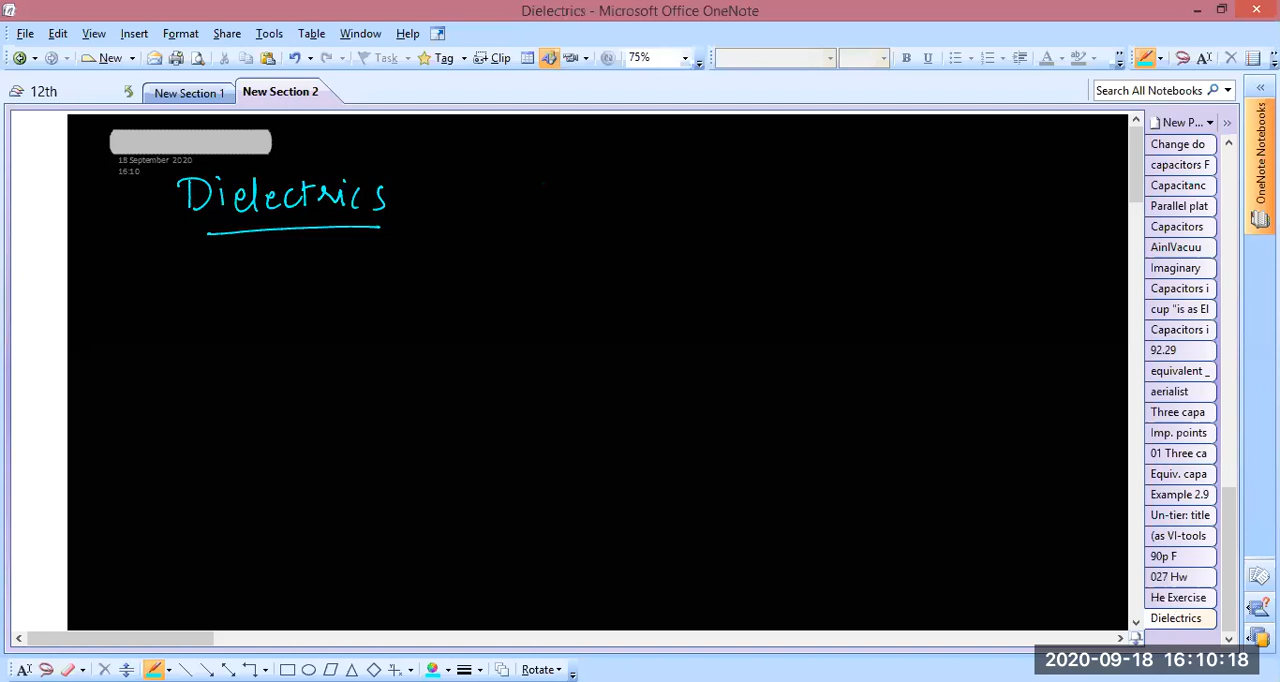 Dielectrics - Microsoft Office OneNote
File Edit View Insert Format Share Tools Table Window Help
New Task Tag Clip 75% B U A ab A
12th New Section 1 New Section 2 Search All Notebooks
New P...
18 September 2020
16:10
Dielectrics
Change do
capacitors F
Capacitanc
Parallel plat
Capacitors
AinlVacuu
Imaginary
Capacitors i
cup "is as El
Capacitors i
92.29
equivalent _
aerialist
Three capa
Imp. points
01 Three ca
Equiv. capa
Example 2.9
Un-tier: title
(as VI-tools
90p F
027 Hw
He Exercise
Dielectrics
OneNote Notebooks
2020-09-18 16:10:18
A Rotate